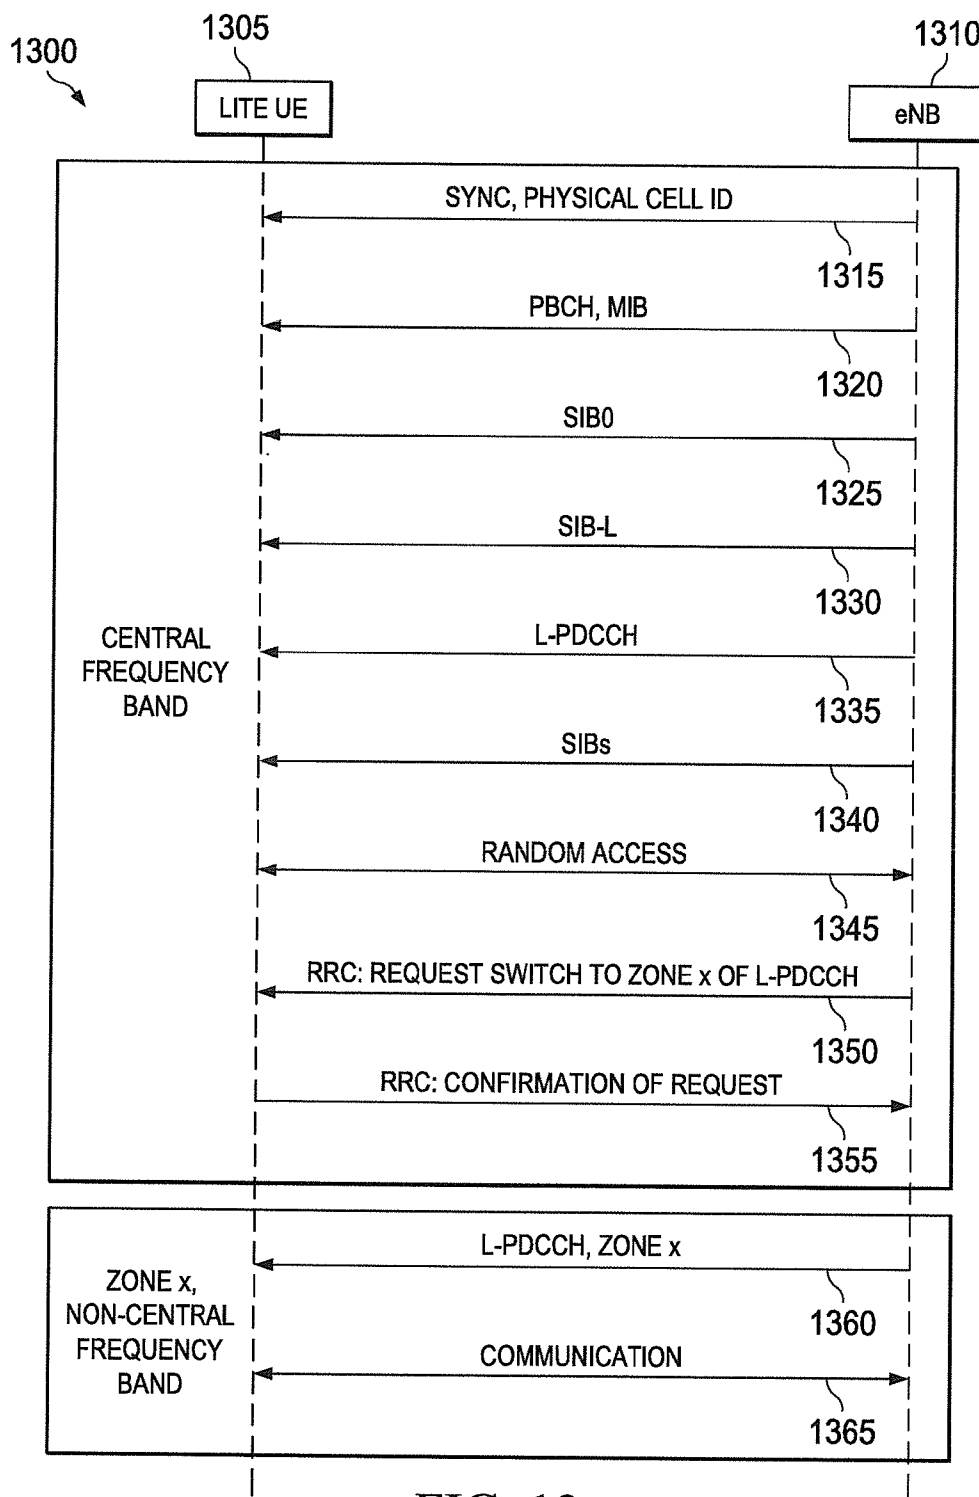 1300
1305
1310
LITE UE
eNB
SYNC, PHYSICAL CELL ID
1315
PBCH, MIB
1320
SIB0
1325
SIB-L
1330
CENTRAL
FREQUENCY
BAND
L-PDCCH
1335
SIBs
1340
RANDOM ACCESS
1345
RRC: REQUEST SWITCH TO ZONE x OF L-PDCCH
1350
RRC: CONFIRMATION OF REQUEST
1355
ZONE x,
NON-CENTRAL
FREQUENCY
BAND
L-PDCCH, ZONE x
1360
COMMUNICATION
1365